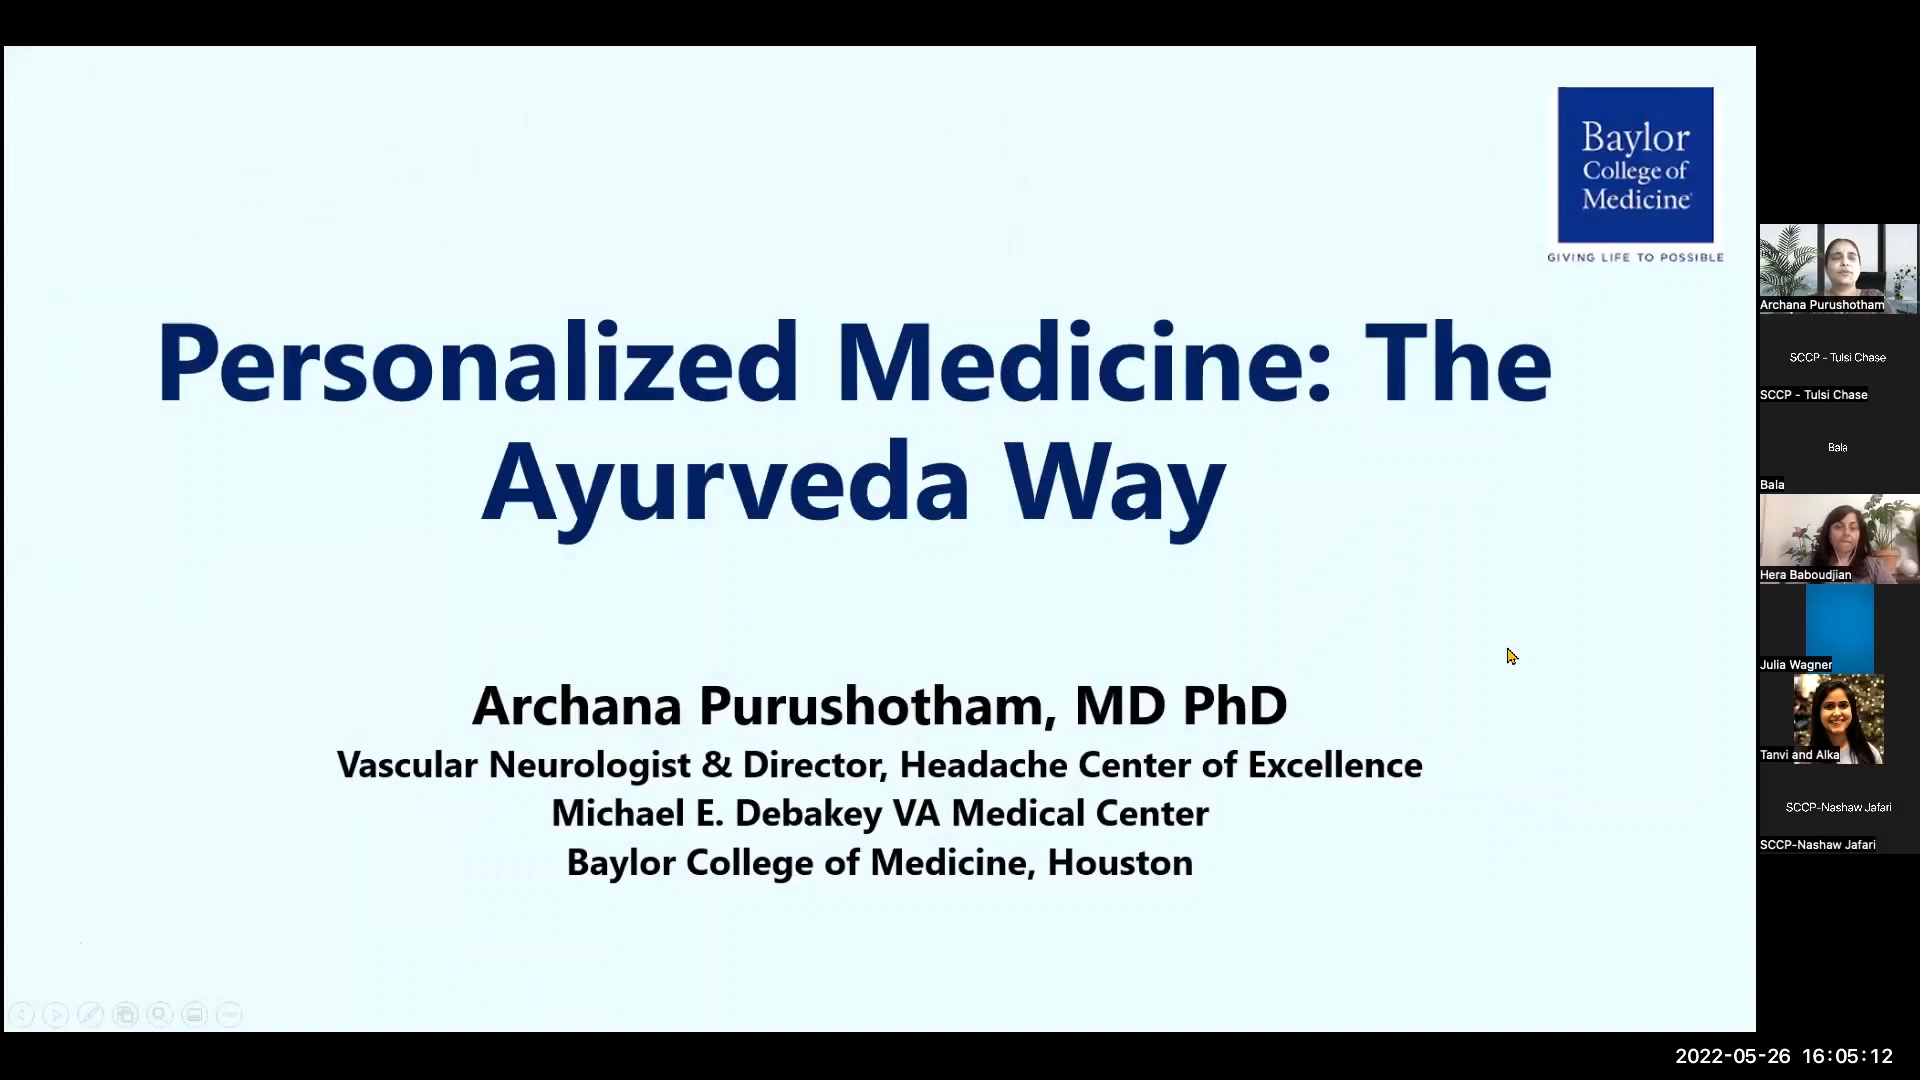 Baylor
College of
Medicine
GIVING LIFE TO POSSIBLE
Personalized Medicine: The
Ayurveda Way
Archana Purushotham, MD PhD
Vascular Neurologist & Director, Headache Center of Excellence
Michael E. Debakey VA Medical Center
Baylor College of Medicine, Houston
Archana Purushotham
SCCP - Tulsi Chase
SCCP - Tulsi Chase
Bala
Bala
Hera Baboudjian
Julia Wagner
Tanvi and Alka
SCCP-Nashaw Jafari
SCCP-Nashaw Jafari
2022-05-26 16:05:12